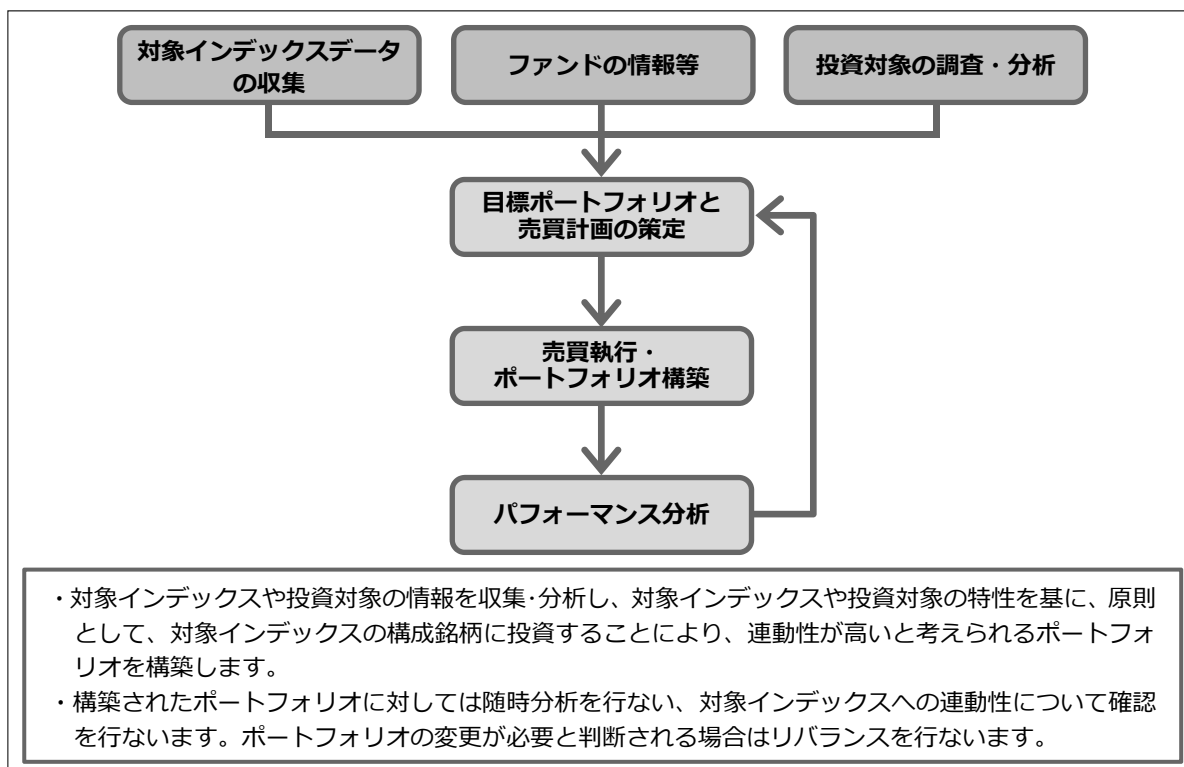 対象インデックスデータ
の収集
ファンドの情報等
投資対象の調査・分析
目標ポートフォリオと
売買計画の策定
売買執行・
ポートフォリオ構築
パフォーマンス分析
・対象インデックスや投資対象の情報を収集・分析し、対象インデックスや投資対象の特性を基に、原則
として、対象インデックスの構成銘柄に投資することにより、連動性が高いと考えられるポートフォ
リオを構築します。
・構築されたポートフォリオに対しては随時分析を行ない、対象インデックスへの連動性について確認
を行ないます。ポートフォリオの変更が必要と判断される場合はリバランスを行ないます。